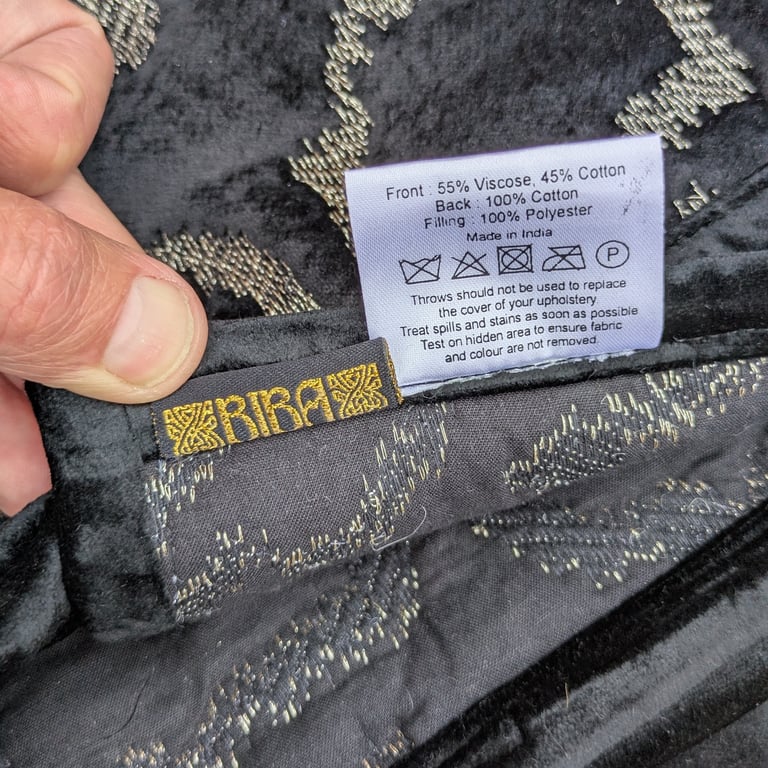 Front : 55% Viscose, 45% Cotton
Back : 100% Cotton
Filling : 100% Polyester
Made in India
P
Throws should not be used to replace
the cover of your upholstery.
Treat spills and stains as soon as possible
Test on hidden area to ensure fabric
and colour are not removed.
RIRA